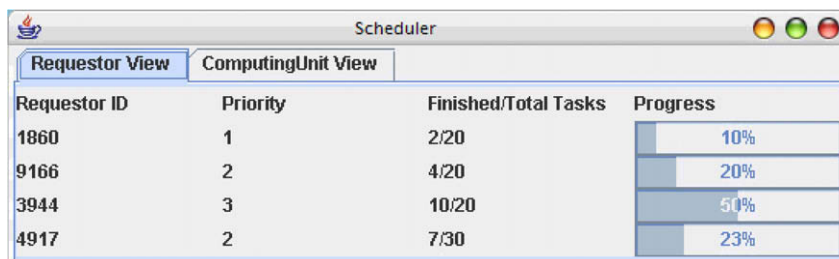 Scheduler
Requestor View ComputingUnit View
Requestor ID Priority Finished/Total Tasks Progress
1860 1 2/20 10%
9166 2 4/20 20%
3944 3 10/20 50%
4917 2 7/30 23%